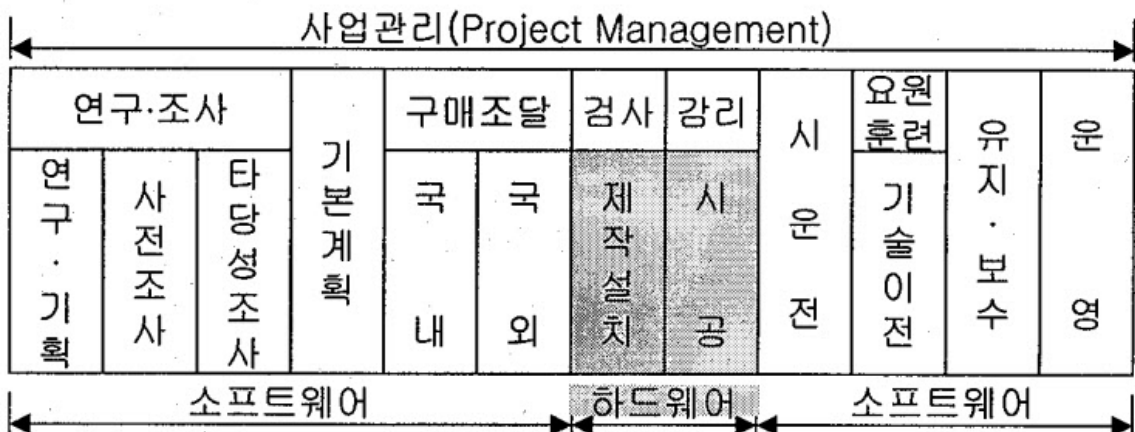 사업관리(Project Management)
연구·조사
기본계획
구매조달
검사
감리
시운전
요원
훈련
유지·보수
운영
연구·기획
사전조사
타당성조사
국내
국외
제작설치
시공
기술이전
소프트웨어
하드웨어
소프트웨어